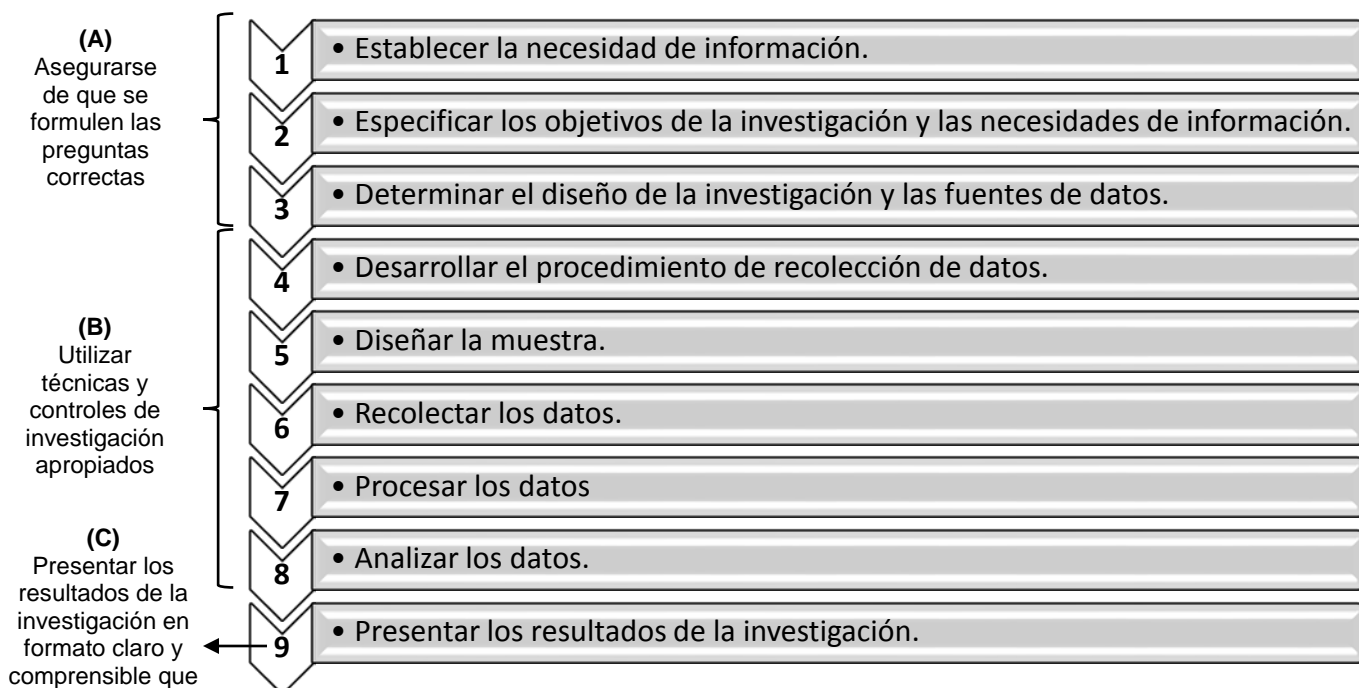 (A)
Asegurarse
de que se
formulen las
preguntas
correctas
1
• Establecer la necesidad de información.
2
• Especificar los objetivos de la investigación y las necesidades de información.
3
• Determinar el diseño de la investigación y las fuentes de datos.
(B)
Utilizar
técnicas y
controles de
investigación
apropiados
4
• Desarrollar el procedimiento de recolección de datos.
5
• Diseñar la muestra.
6
• Recolectar los datos.
7
• Procesar los datos
8
• Analizar los datos.
(C)
Presentar los
resultados de la
investigación en
formato claro y
comprensible que
9
• Presentar los resultados de la investigación.